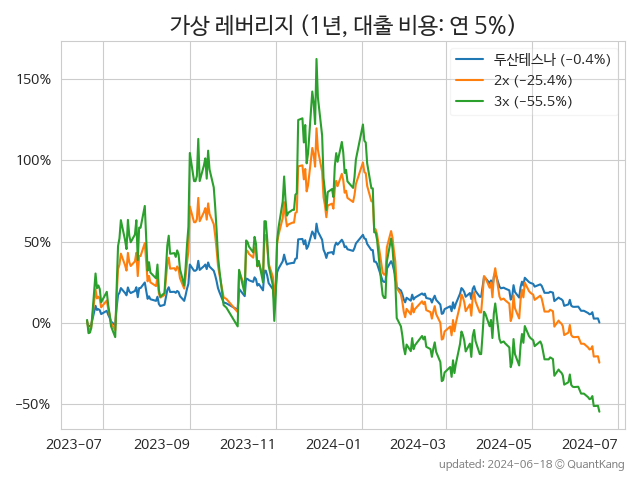 가상 레버리지 (1년, 대출 비용: 연 5%)
두산테스나 (−0.4%)
2x (−25.4%)
3x (−55.5%)
150%
100%
50%
0%
−50%
2023-07 2023-09 2023-11 2024-01 2024-03 2024-05 2024-07
updated: 2024-06-18 © QuantKang